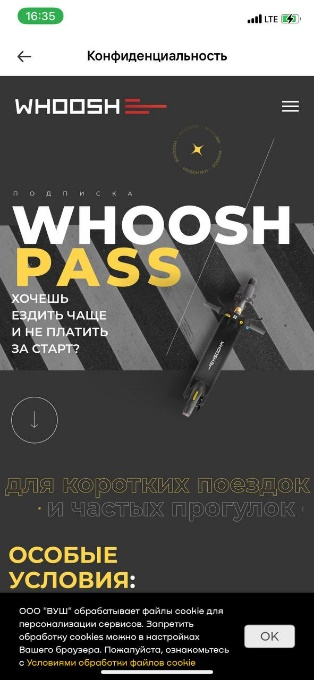 16:35
LTE
Конфиденциальность
WHOOSH
ПОДПИСКА
WHOOSH
PASS
ХОЧЕШЬ
ЕЗДИТЬ ЧАЩЕ
И НЕ ПЛАТИТЬ
ЗА СТАРТ?
WHOOSH
для коротких поездок
· и частых прогулок
ОСОБЫЕ
УСЛОВИЯ:
ООО "ВУШ" обрабатывает файлы cookie для
персонализации сервисов. Запретить
обработку cookies можно в настройках
Вашего браузера. Пожалуйста, ознакомьтесь
с Условиями обработки файлов cookie
OK